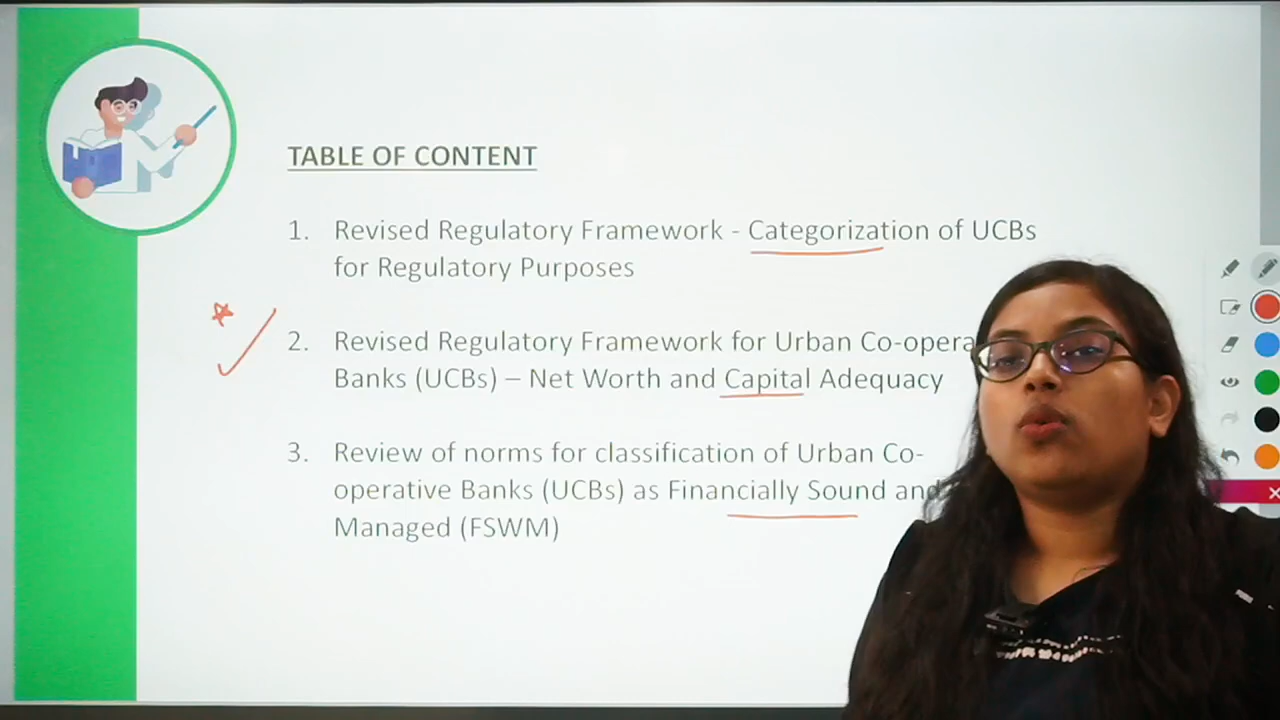 TABLE OF CONTENT
1. Revised Regulatory Framework - Categorization of UCBs
for Regulatory Purposes
2. Revised Regulatory Framework for Urban Co-opera
Banks (UCBs) – Net Worth and Capital Adequacy
3. Review of norms for classification of Urban Co-
operative Banks (UCBs) as Financially Sound and
Managed (FSWM)